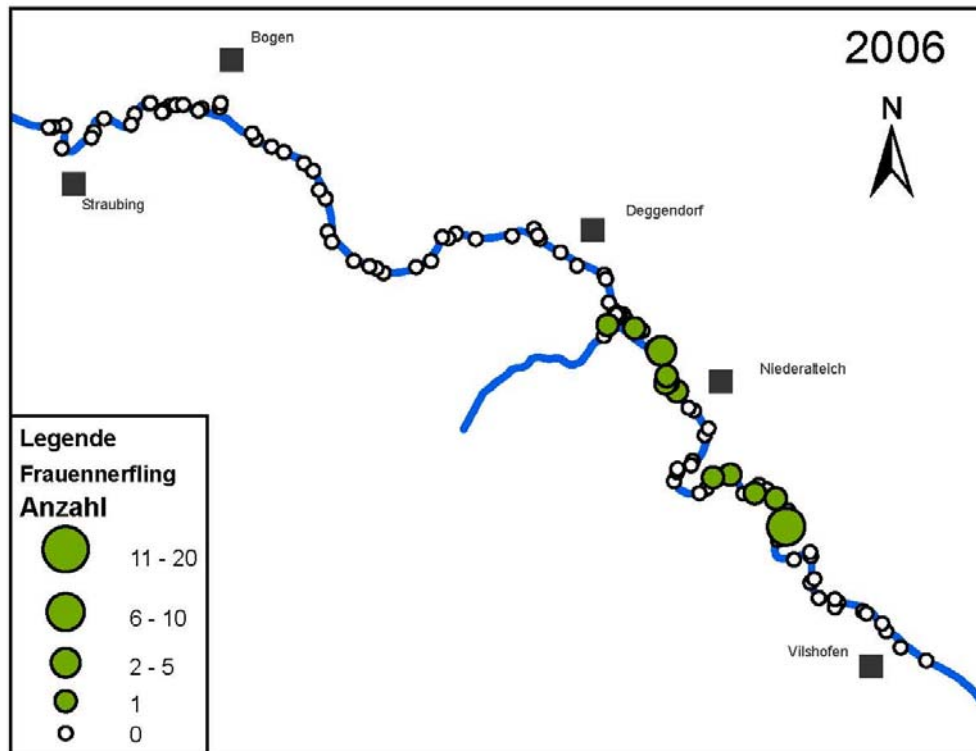 Bogen
2006
N
Straubing
Deggendorf
Niederalteich
Legende
Frauennerfling
Anzahl
11 - 20
6 - 10
2 - 5
1
0
Vilshofen